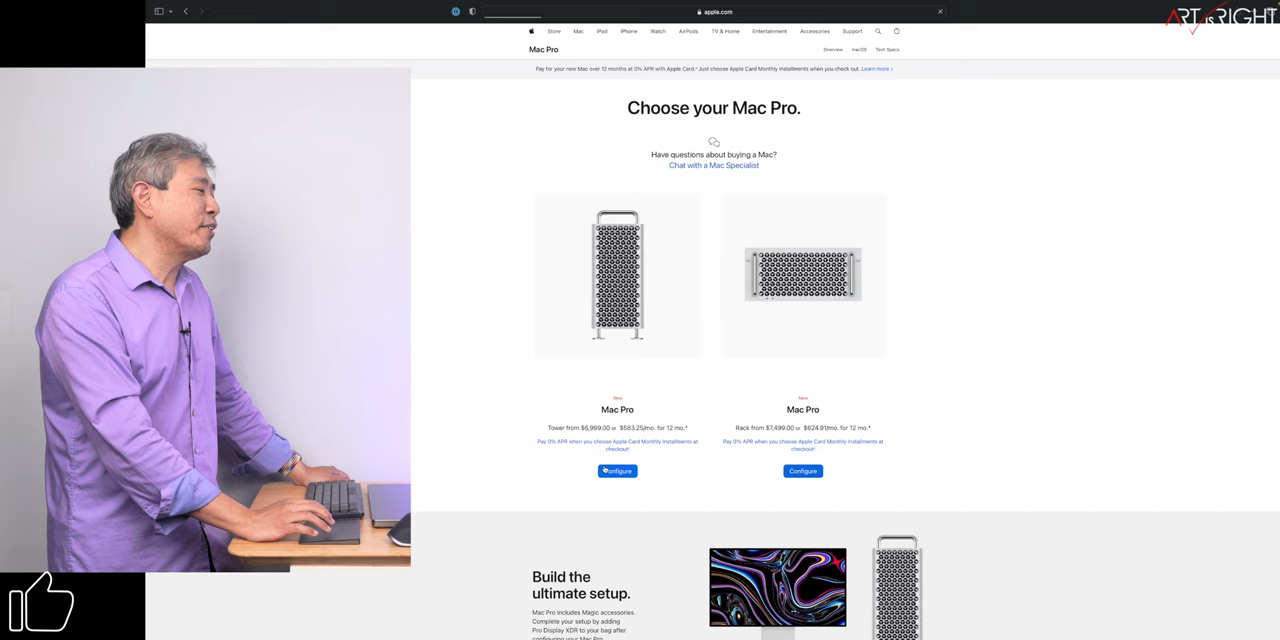 apple.com
ART IS RIGHT
Store Mac iPad iPhone Watch AirPods TV & Home Entertainment Accessories Support
Mac Pro
Overview macOS Tech Specs
Pay for your new Mac over 12 months at 0% APR with Apple Card.¹ Just choose Apple Card Monthly Installments when you check out. Learn more >
Choose your Mac Pro.
Have questions about buying a Mac?
Chat with a Mac Specialist
New
Mac Pro
Tower from $6,999.00 or $583.25/mo. for 12 mo.*
Pay 0% APR when you choose Apple Card Monthly Installments at
checkout¹
Configure
New
Mac Pro
Rack from $7,499.00 or $624.91/mo. for 12 mo.*
Pay 0% APR when you choose Apple Card Monthly Installments at
checkout¹
Configure
Build the
ultimate setup.
Mac Pro includes Magic accessories.
Complete your setup by adding
Pro Display XDR to your bag after
configuring your Mac Pro.